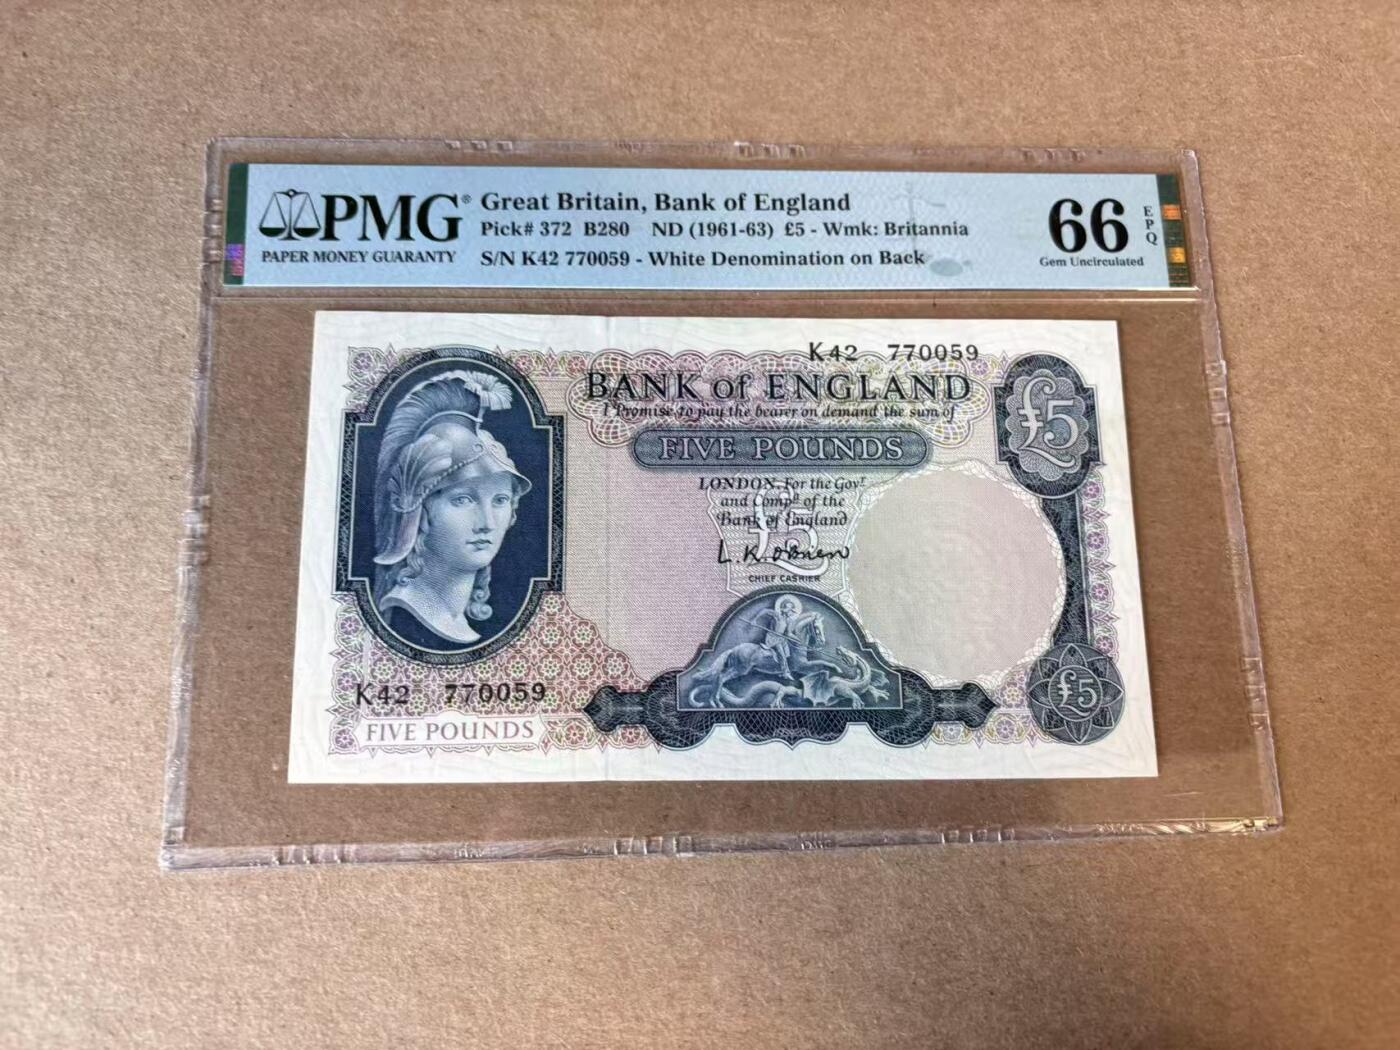 PMG®
PAPER MONEY GUARANTY
Great Britain, Bank of England
Pick# 372 B280 ND (1961-63) £5 - Wmk: Britannia
S/N K42 770059 - White Denomination on Back
66
EPQ
Gem Uncirculated
K42 770059
BANK of ENGLAND
I Promise to pay the bearer on demand the sum of
FIVE POUNDS
£5
LONDON. For the Govr
and Compa of the
Bank of England
£5
L.K. O'Brien
CHIEF CASHIER
K42 770059
FIVE POUNDS
£5